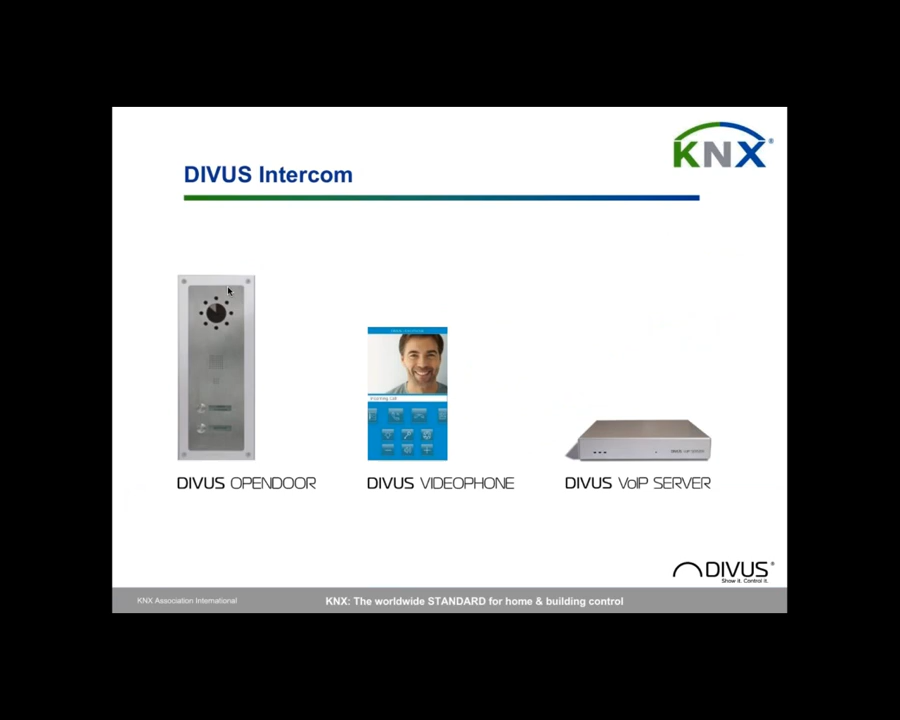 KNX
DIVUS Intercom
DIVUS OPENDOOR
DIVUS VIDEOPHONE
DIVUS VoIP SERVER
DIVUS
Show it. Control it.
KNX Association International
KNX: The worldwide STANDARD for home & building control